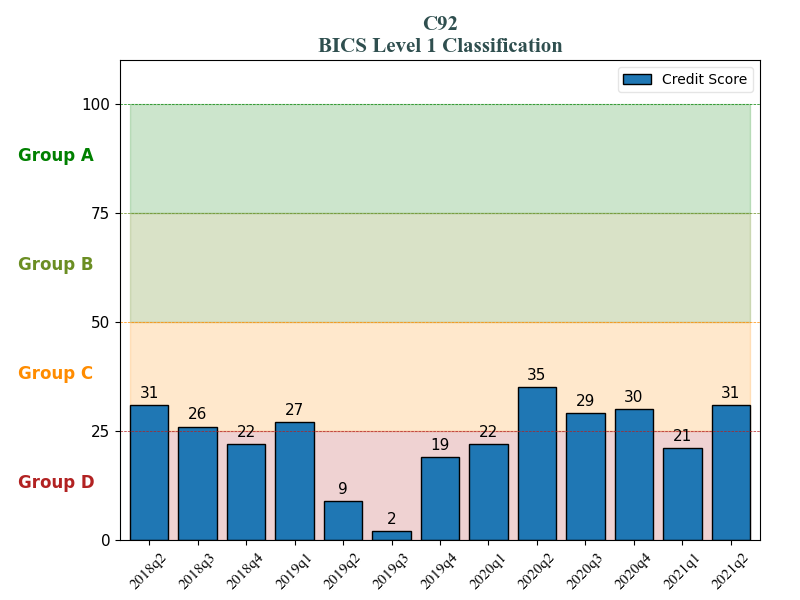 C92
BICS Level 1 Classification
Credit Score
100
Group A
75
Group B
50
Group C
35
31
31
30
29
27
26
25
22
22
21
19
Group D
9
2
0
2018q2
2018q3
2018q4
2019q1
2019q2
2019q3
2019q4
2020q1
2020q2
2020q3
2020q4
2021q1
2021q2